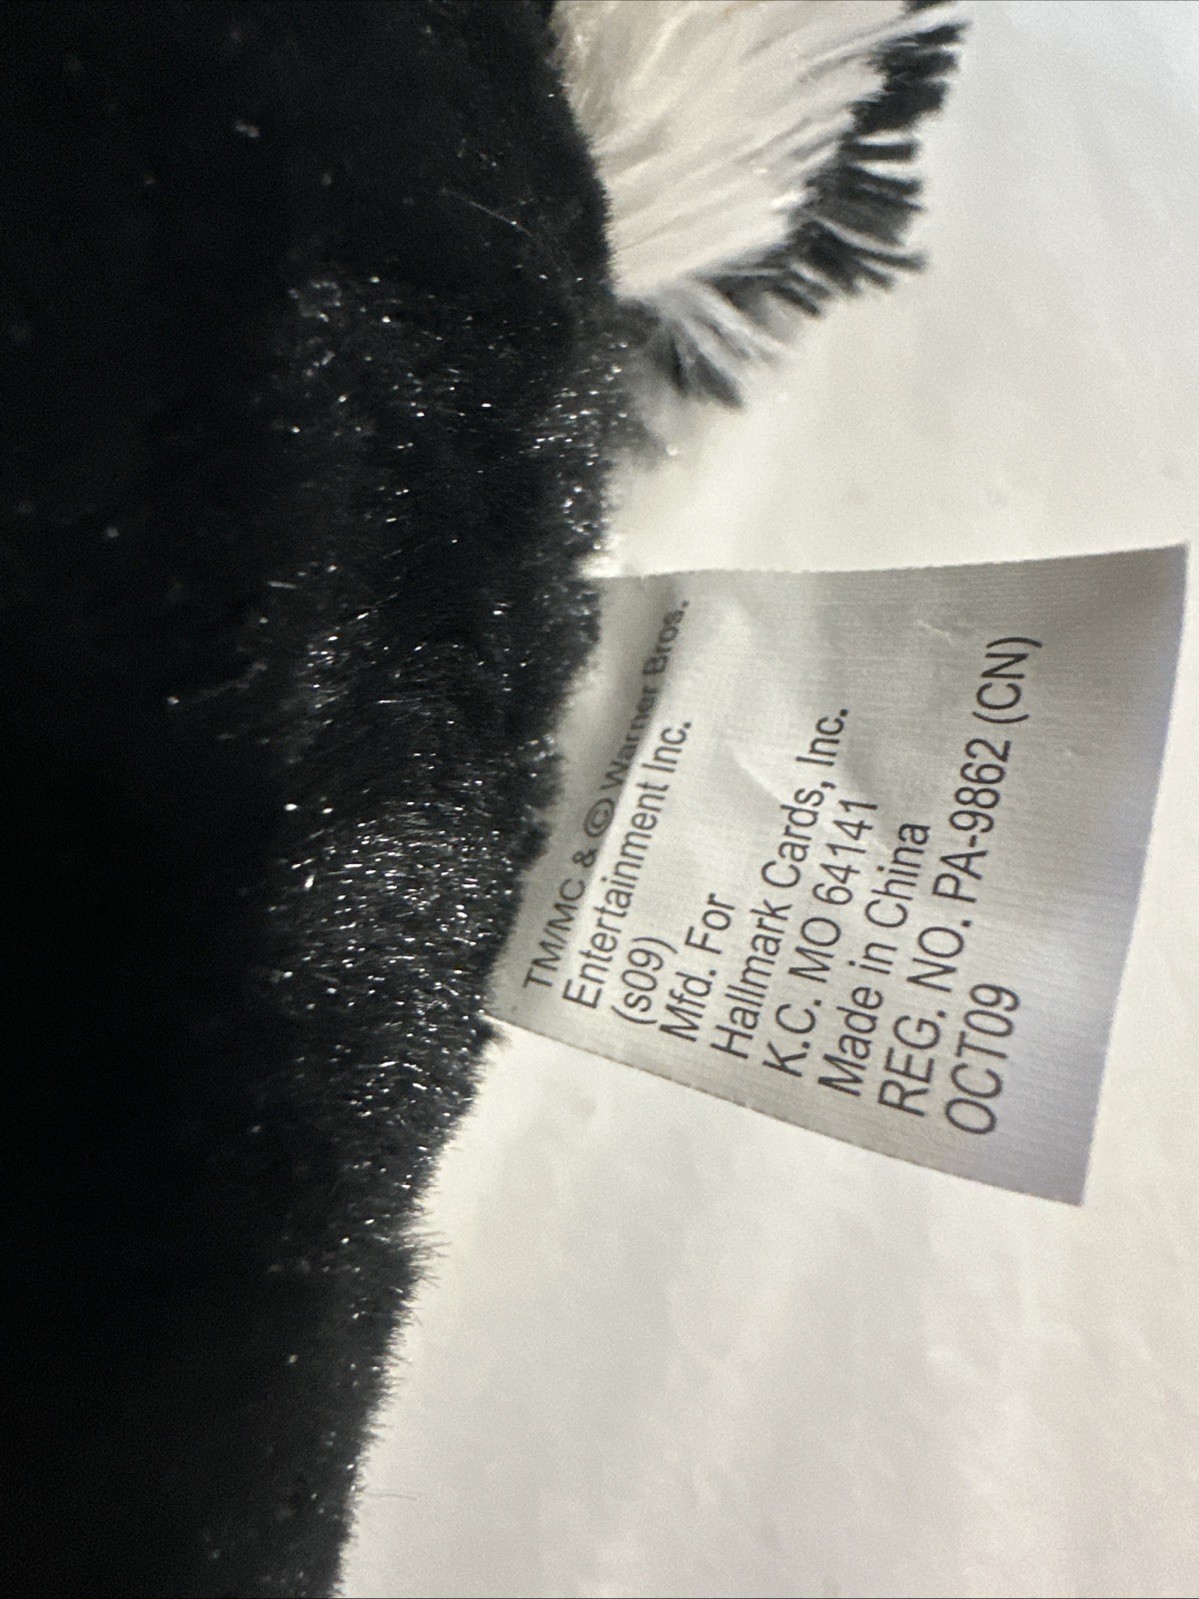 TM/MC & © Warner Bros.
Entertainment Inc.
(s09)
Mfd. For
Hallmark Cards, Inc.
K.C. MO 64141
Made in China
REG. NO. PA-9862 (CN)
OCT09